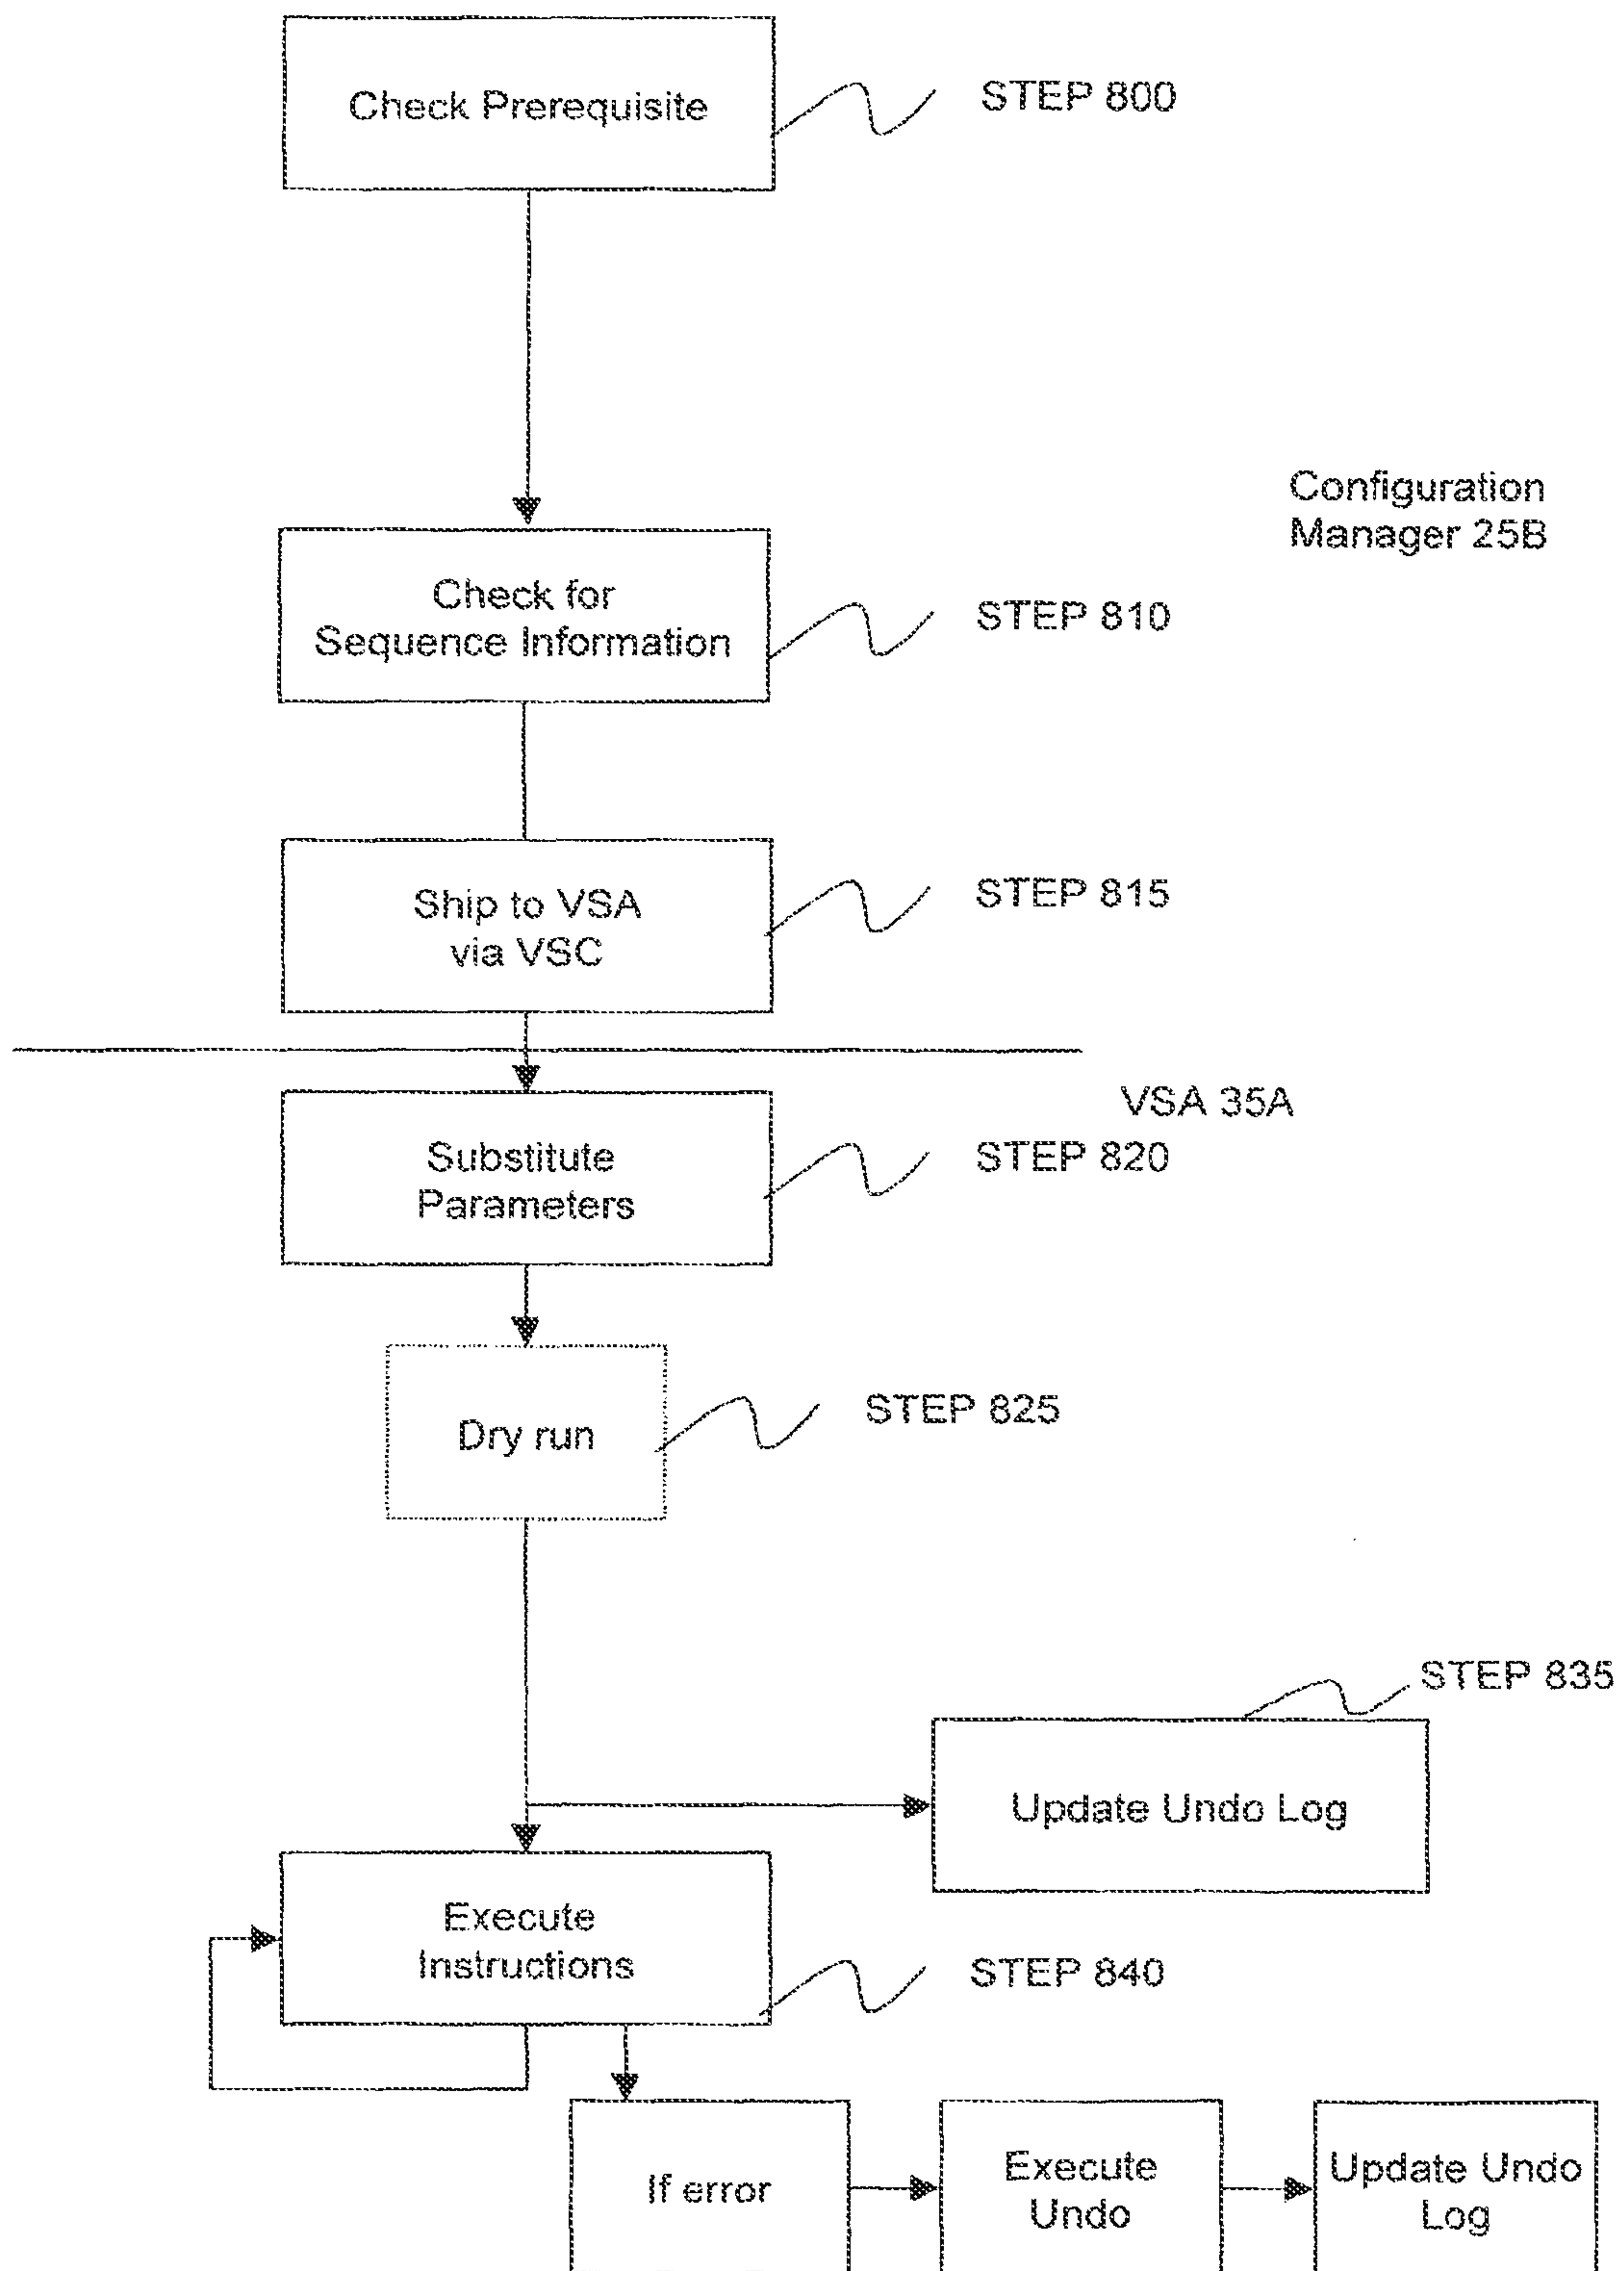 Check Prerequisite
STEP 800
Configuration
Manager 25B
Check for
Sequence Information
STEP 810
Ship to VSA
via VSC
STEP 815
VSA 35A
Substitute
Parameters
STEP 820
Dry run
STEP 825
STEP 835
Update Undo Log
Execute
Instructions
STEP 840
If error
Execute
Undo
Update Undo
Log